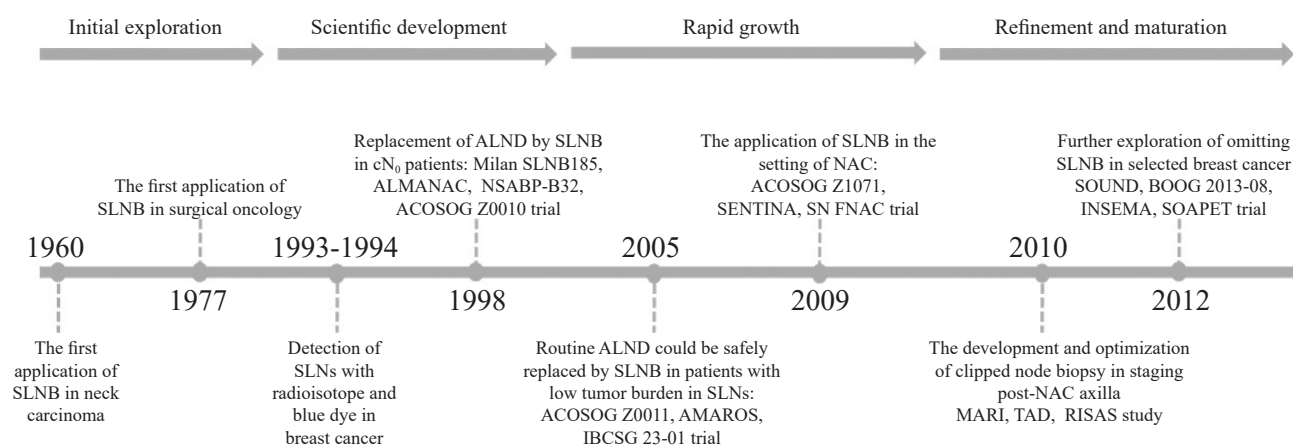 Initial exploration
Scientific development
Rapid growth
Refinement and maturation
The first application of
SLNB in surgical oncology
Replacement of ALND by SLNB
in cN₀ patients: Milan SLNB185,
ALMANAC, NSABP-B32,
ACOSOG Z0010 trial
The application of SLNB in the
setting of NAC:
ACOSOG Z1071,
SENTINA, SN FNAC trial
Further exploration of omitting
SLNB in selected breast cancer
SOUND, BOOG 2013-08,
INSEMA, SOAPET trial
1960
1993-1994
2005
2010
1977
1998
2009
2012
The first
application of
SLNB in neck
carcinoma
Detection of
SLNs with
radioisotope and
blue dye in
breast cancer
Routine ALND could be safely
replaced by SLNB in patients with
low tumor burden in SLNs:
ACOSOG Z0011, AMAROS,
IBCSG 23-01 trial
The development and optimization
of clipped node biopsy in staging
post-NAC axilla
MARI, TAD, RISAS study